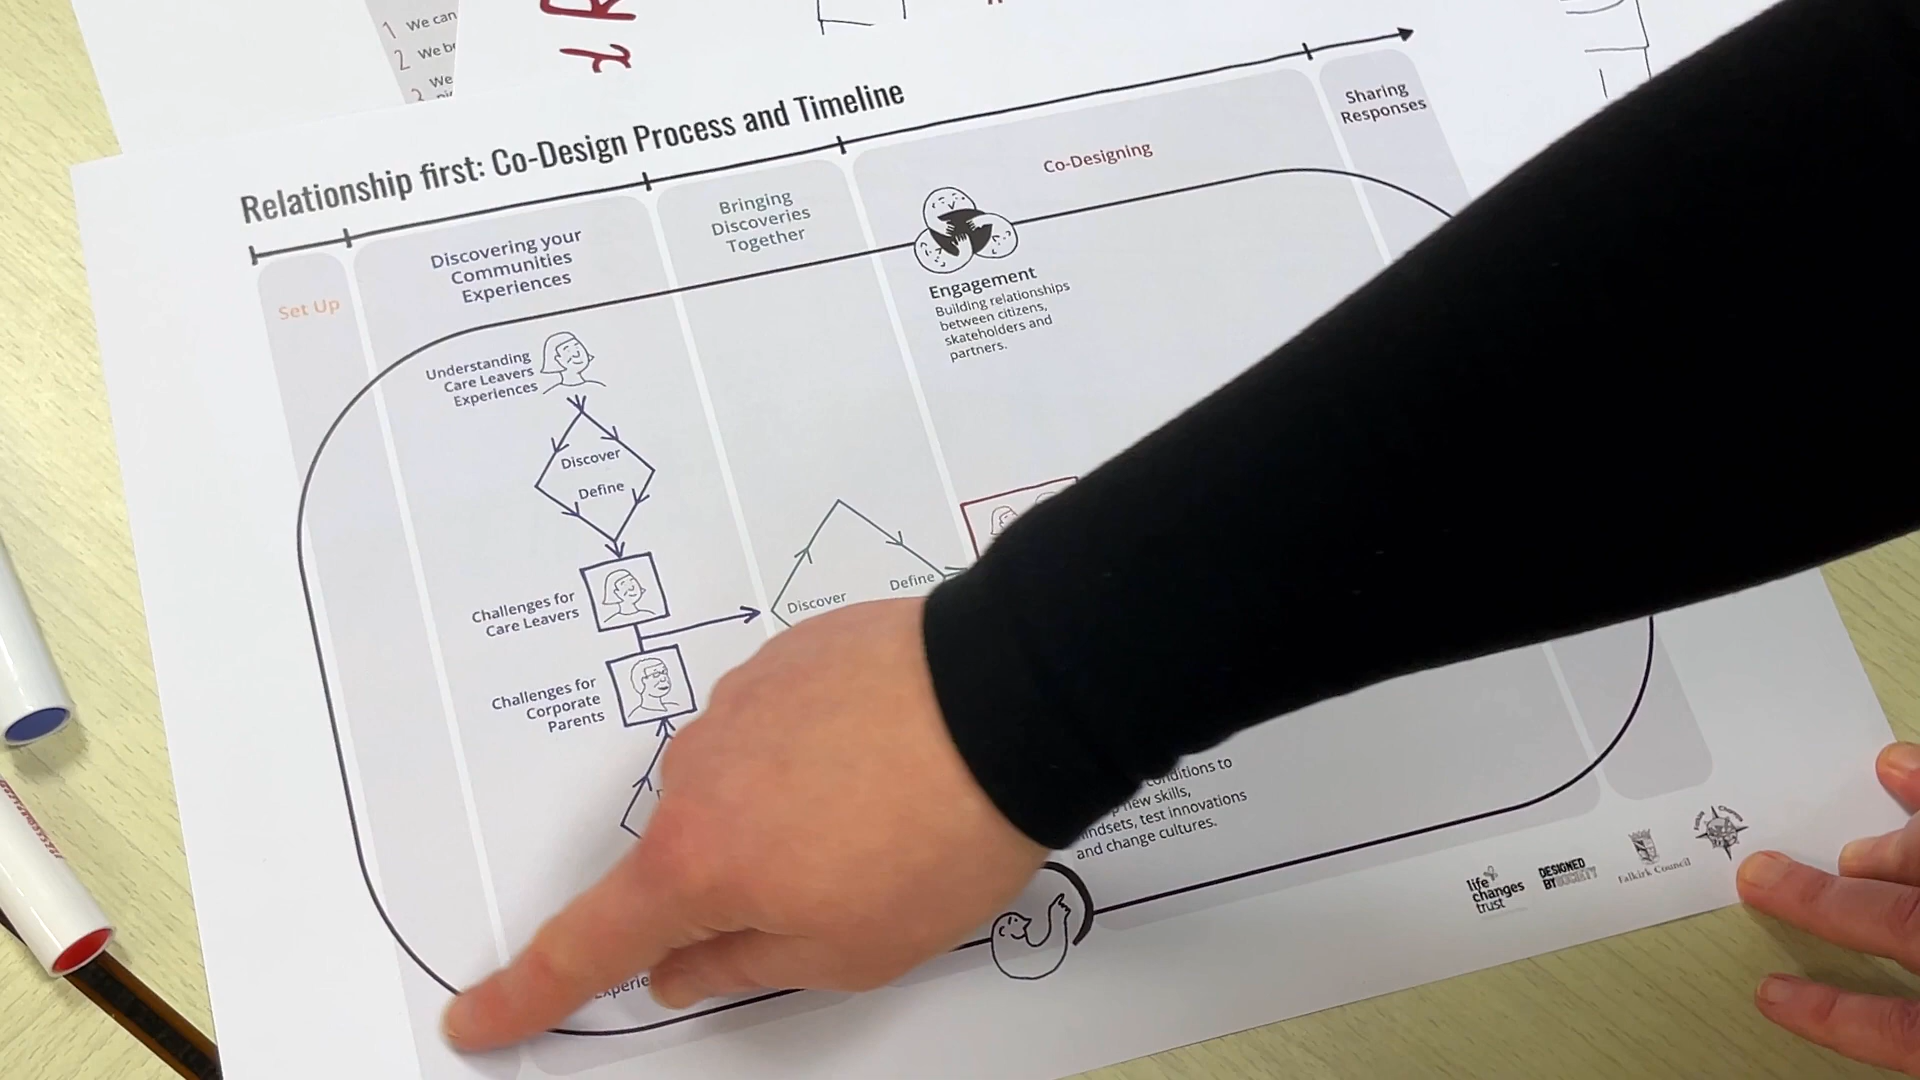 1 We can
2 We
We
Relationship first: Co-Design Process and Timeline
Set Up
Discovering your
Communities
Experiences
Bringing
Discoveries
Together
Co-Designing
Sharing
Responses
Engagement
Building relationships
between citizens,
skateholders and
partners.
Understanding
Care Leavers
Experiences
Discover
Define
Challenges for
Care Leavers
Challenges for
Corporate
Parents
Discover
Define
conditions to
new skills,
mindsets, test innovations
and change cultures.
life
changes
trust
DESIGNED
BY SOCIETY
Falkirk Council